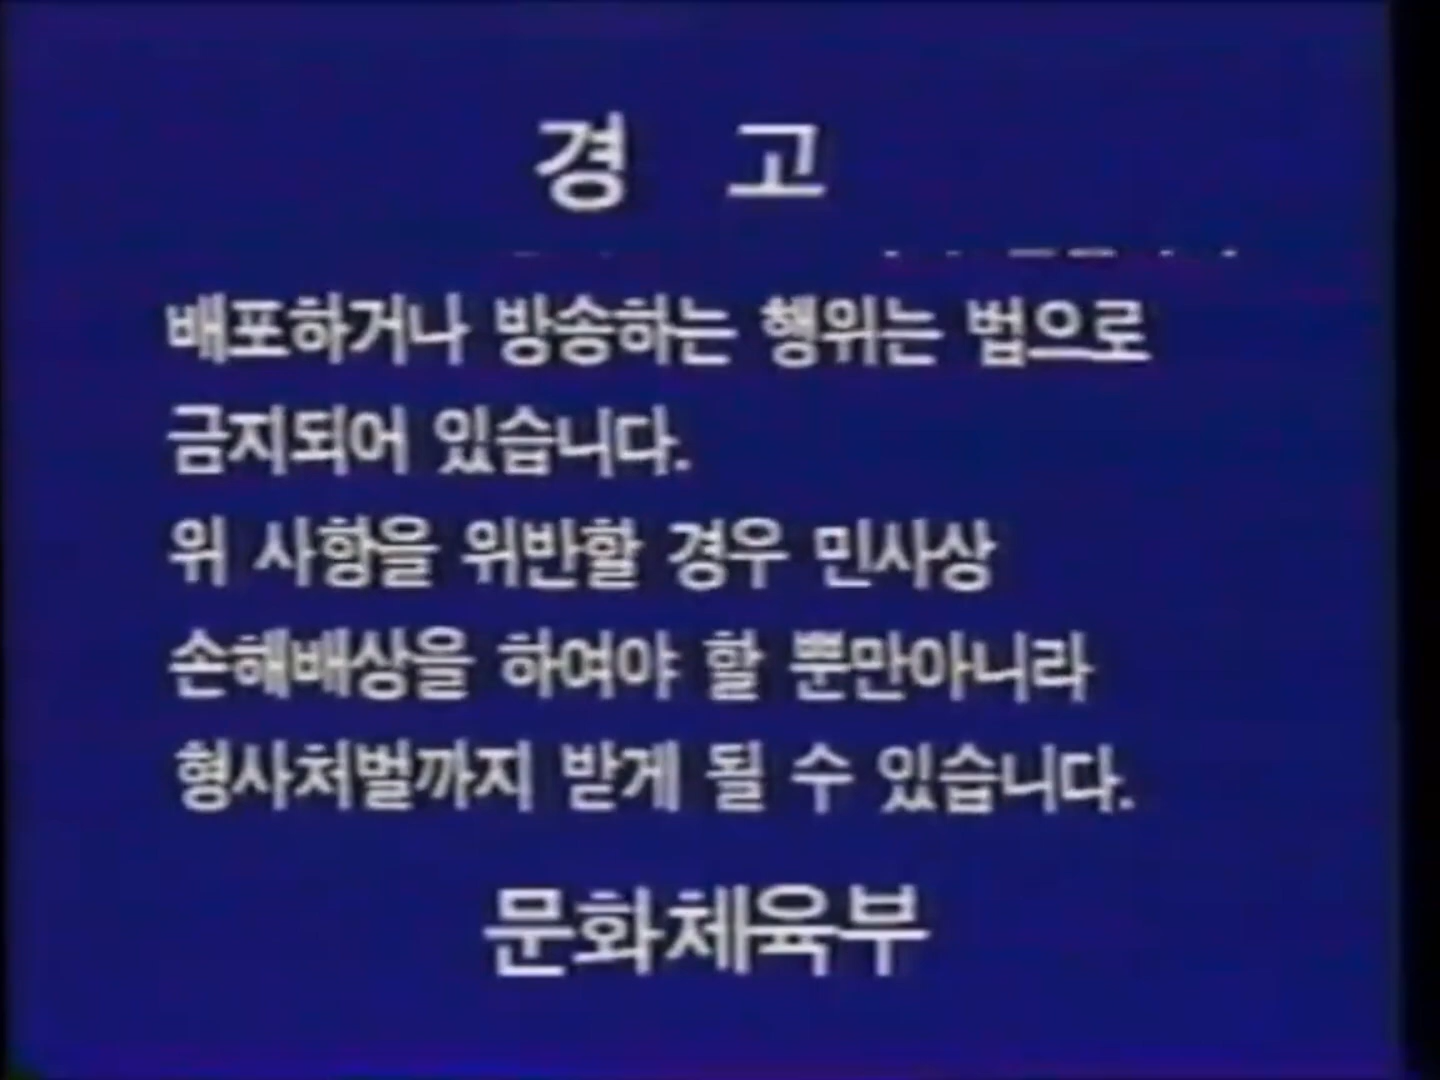 경 고
배포하거나 방송하는 행위는 법으로
금지되어 있습니다.
위 사항을 위반할 경우 민사상
손해배상을 하여야 할 뿐만아니라
형사처벌까지 받게 될 수 있습니다.
문화체육부